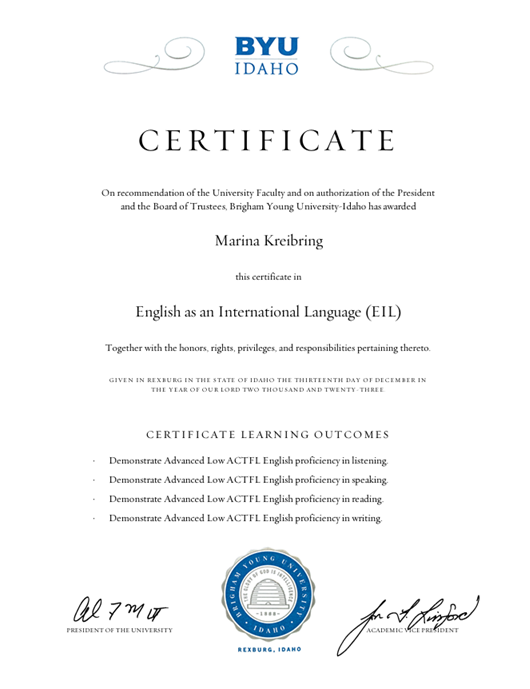 BYU
IDAHO
CERTIFICATE
On recommendation of the University Faculty and on authorization of the President
and the Board of Trustees, Brigham Young University-Idaho has awarded
Marina Kreibring
this certificate in
English as an International Language (EIL)
Together with the honors, rights, privileges, and responsibilities pertaining thereto.
GIVEN IN REXBURG IN THE STATE OF IDAHO THE THIRTEENTH DAY OF DECEMBER IN
THE YEAR OF OUR LORD TWO THOUSAND AND TWENTY-THREE.
CERTIFICATE LEARNING OUTCOMES
· Demonstrate Advanced Low ACTFL English proficiency in listening.
· Demonstrate Advanced Low ACTFL English proficiency in speaking.
· Demonstrate Advanced Low ACTFL English proficiency in reading.
· Demonstrate Advanced Low ACTFL English proficiency in writing.
BRIGHAM YOUNG UNIVERSITY
THE GLORY OF GOD IS INTELLIGENCE
-1888-
· IDAHO ·
PRESIDENT OF THE UNIVERSITY
ACADEMIC VICE PRESIDENT
REXBURG, IDAHO